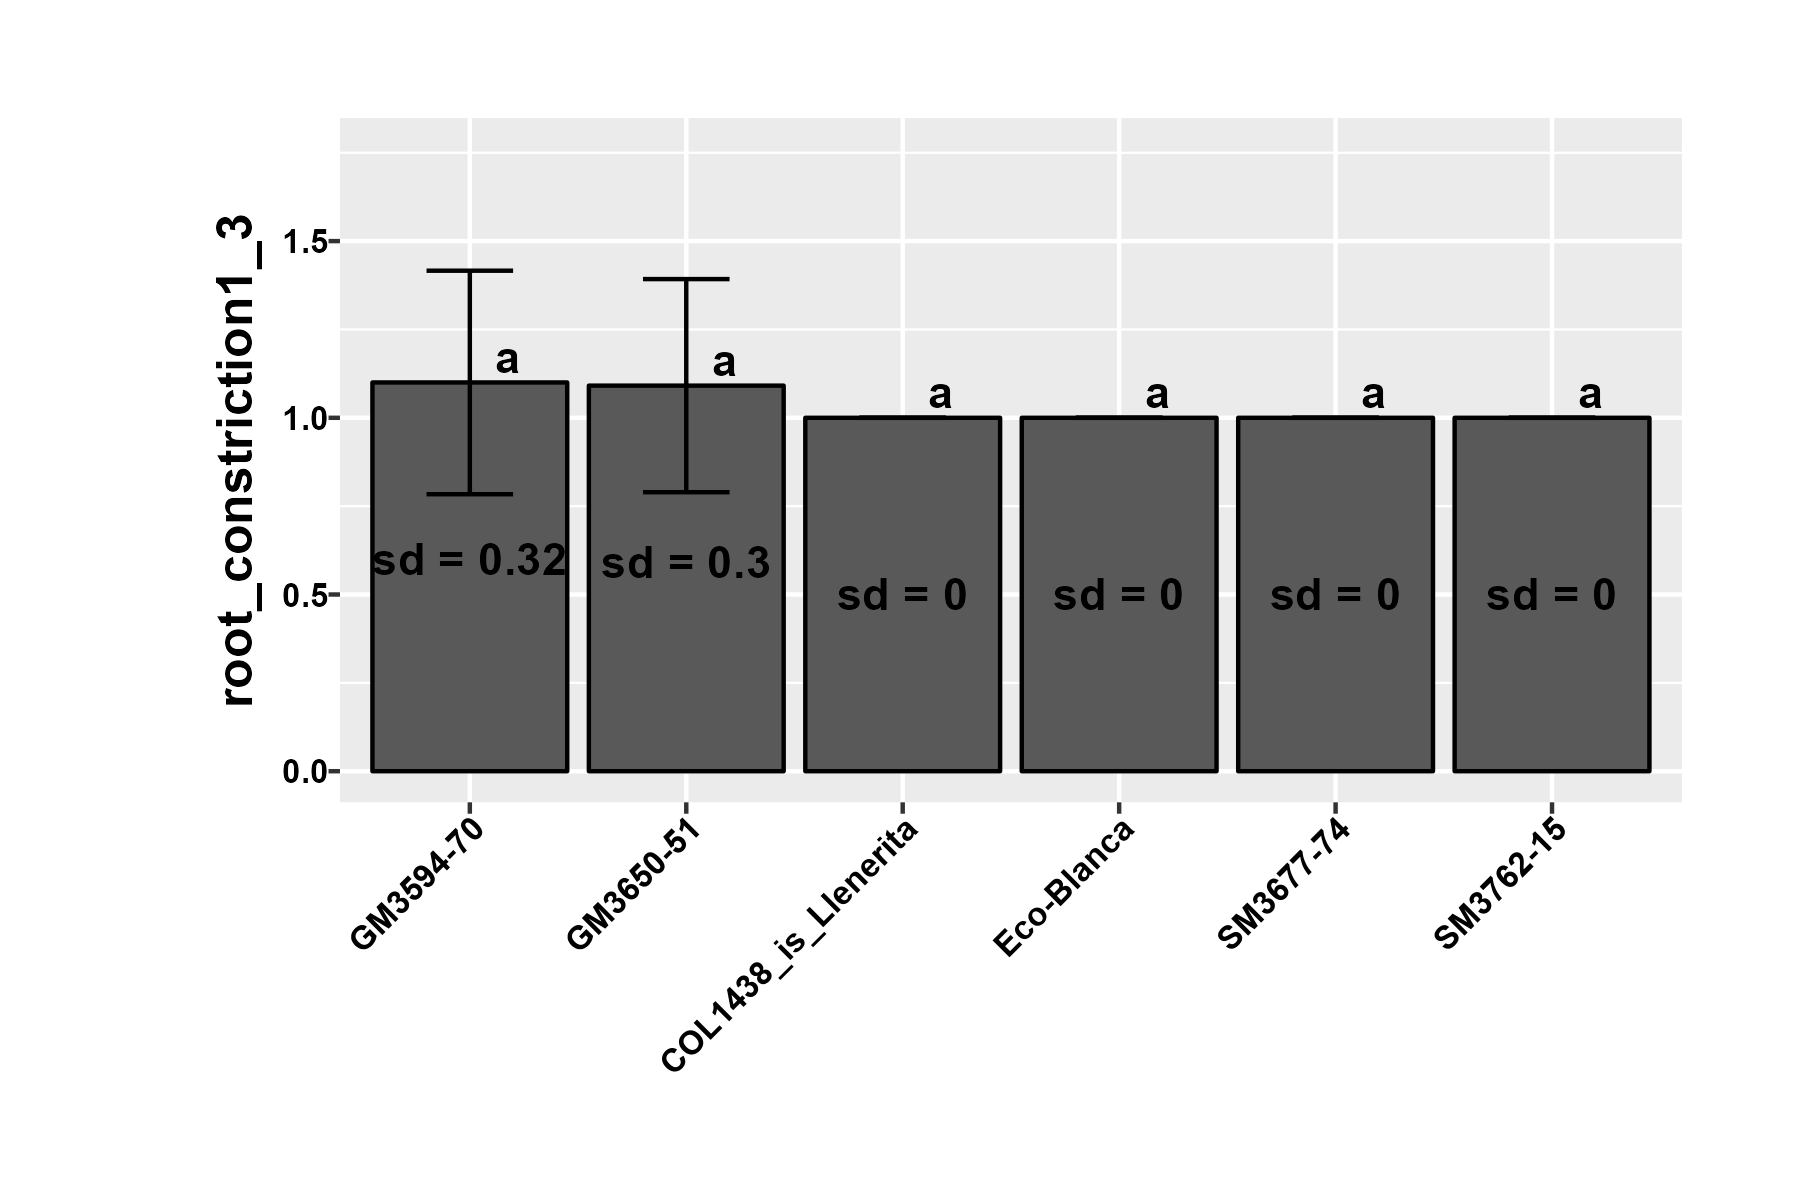 root_constriction1_3
1.5
1.0
0.5
0.0
a
a
a
a
a
a
sd = 0.32
sd = 0.3
sd = 0
sd = 0
sd = 0
sd = 0
GM3594-70
GM3650-51
COL1438_is_Llenerita
Eco-Blanca
SM3677-74
SM3762-15